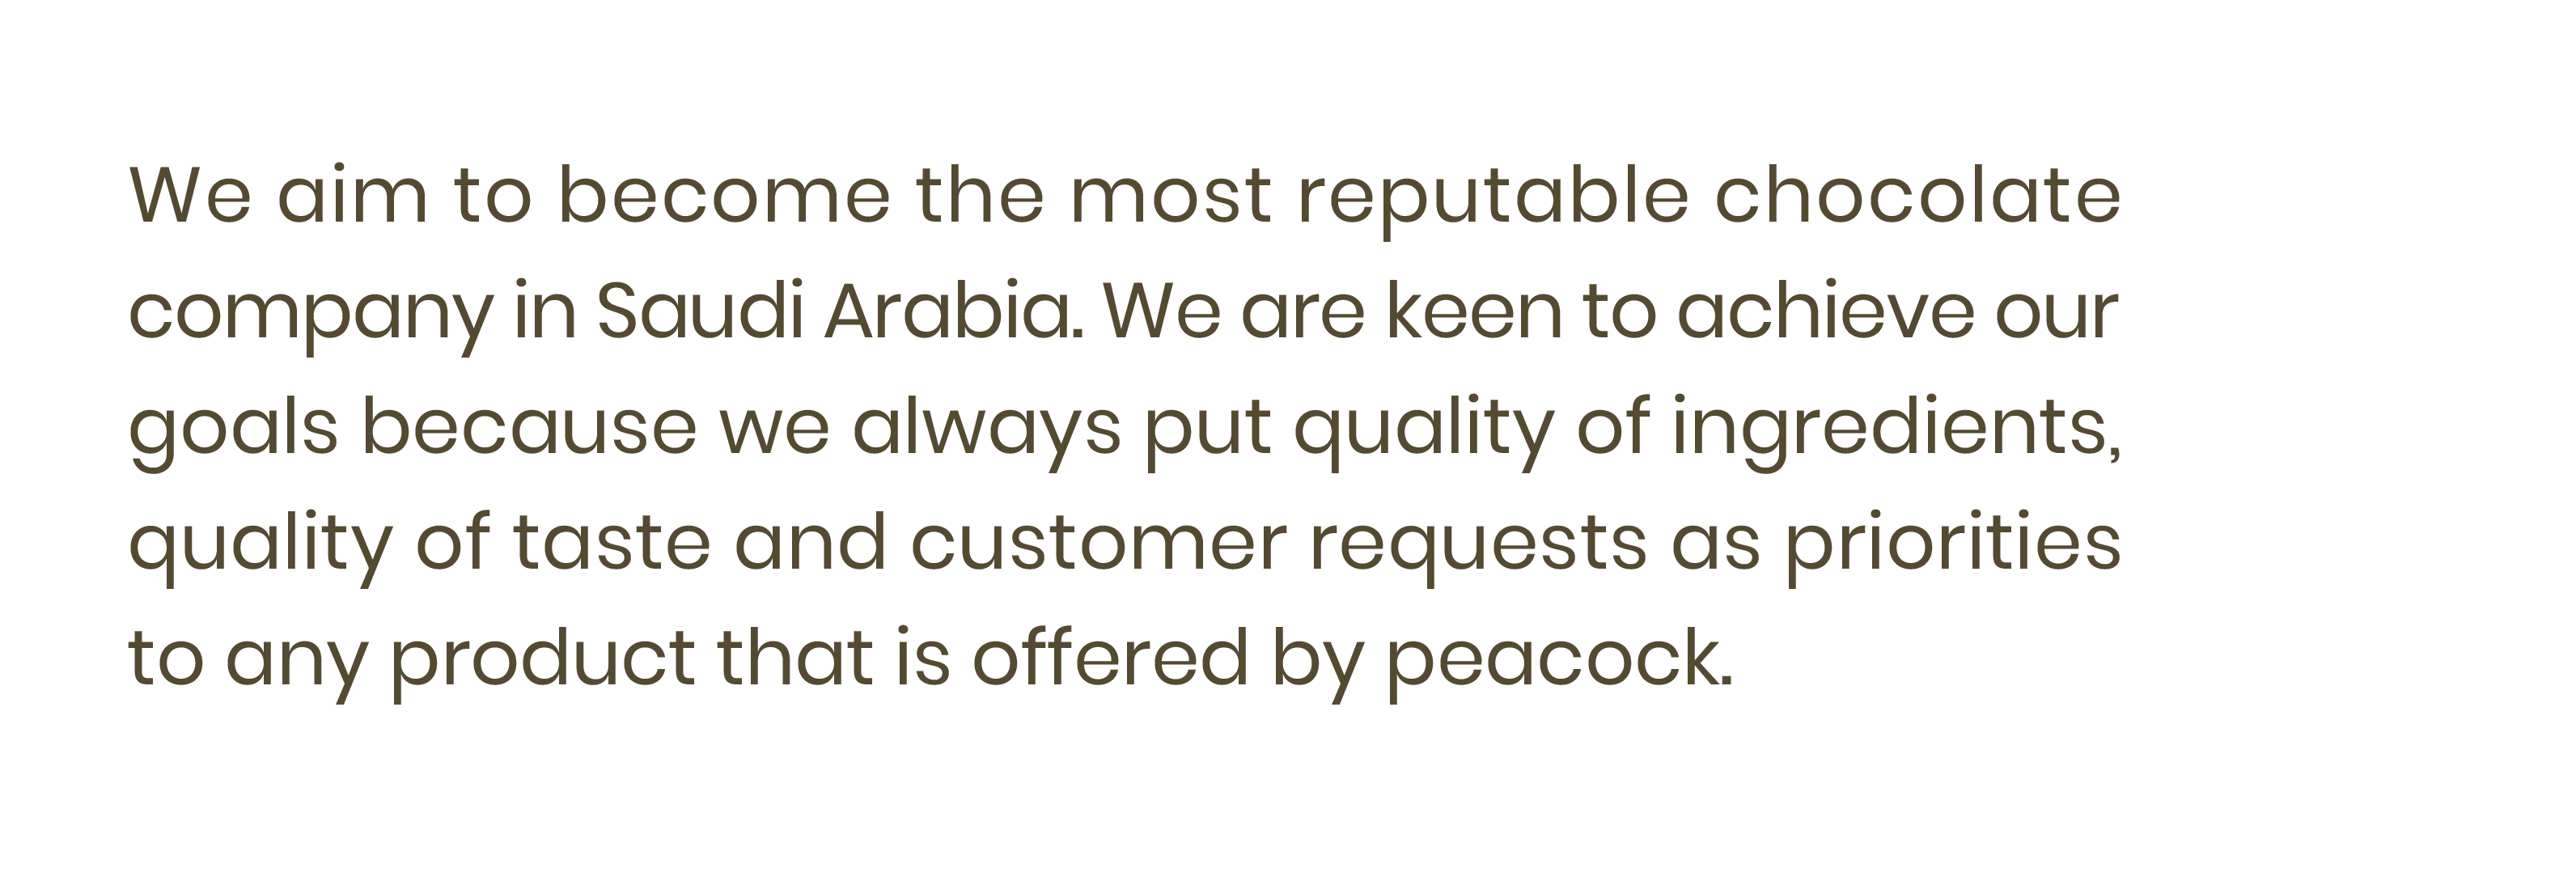 We aim to become the most reputable chocolate
company in Saudi Arabia. We are keen to achieve our
goals because we always put quality of ingredients,
quality of taste and customer requests as priorities
to any product that is offered by peacock.